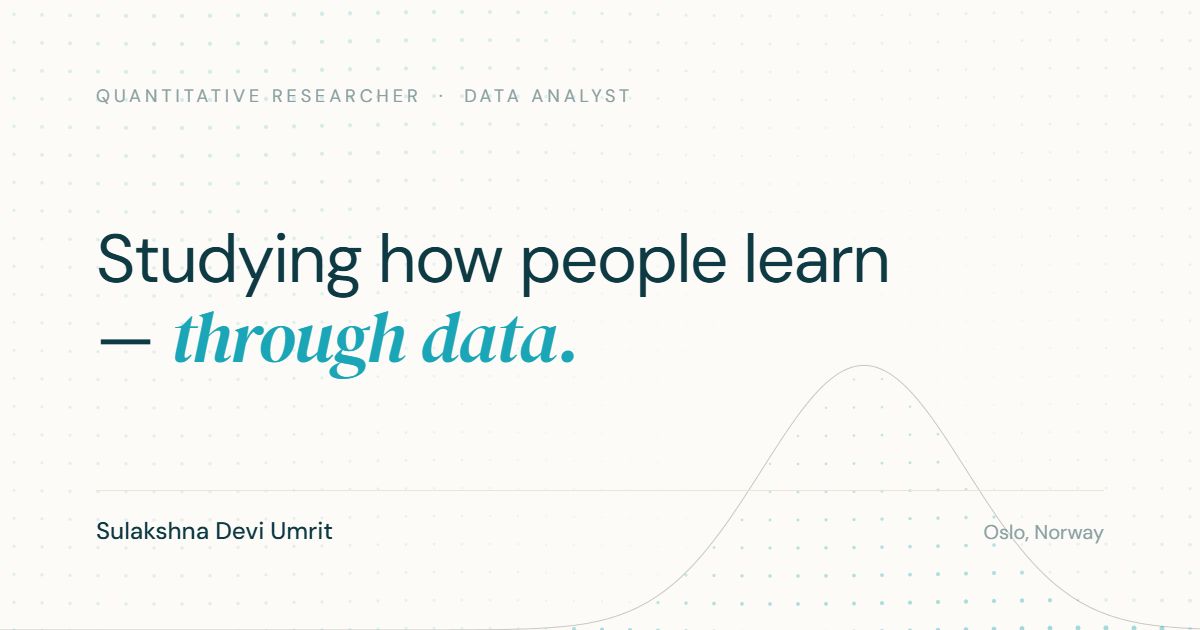 QUANTITATIVE RESEARCHER · DATA ANALYST
Studying how people learn
— through data.
Sulakshna Devi Umrit
Oslo, Norway